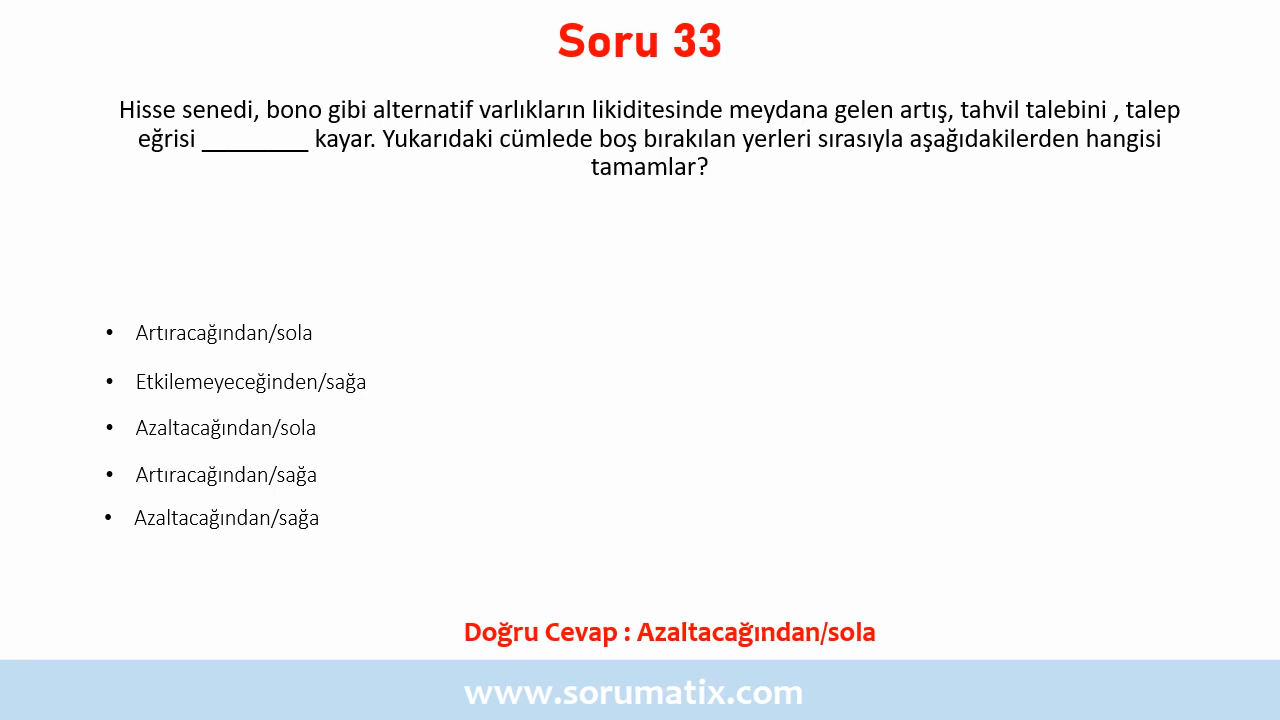 Soru 33
Hisse senedi, bono gibi alternatif varlıkların likiditesinde meydana gelen artış, tahvil talebini , talep
eğrisi _________ kayar. Yukarıdaki cümlede boş bırakılan yerleri sırasıyla aşağıdakilerden hangisi
tamamlar?
• Artıracağından/sola
• Etkilemeyeceğinden/sağa
• Azaltacağından/sola
• Artıracağından/sağa
• Azaltacağından/sağa
Doğru Cevap : Azaltacağından/sola
www.sorumatix.com